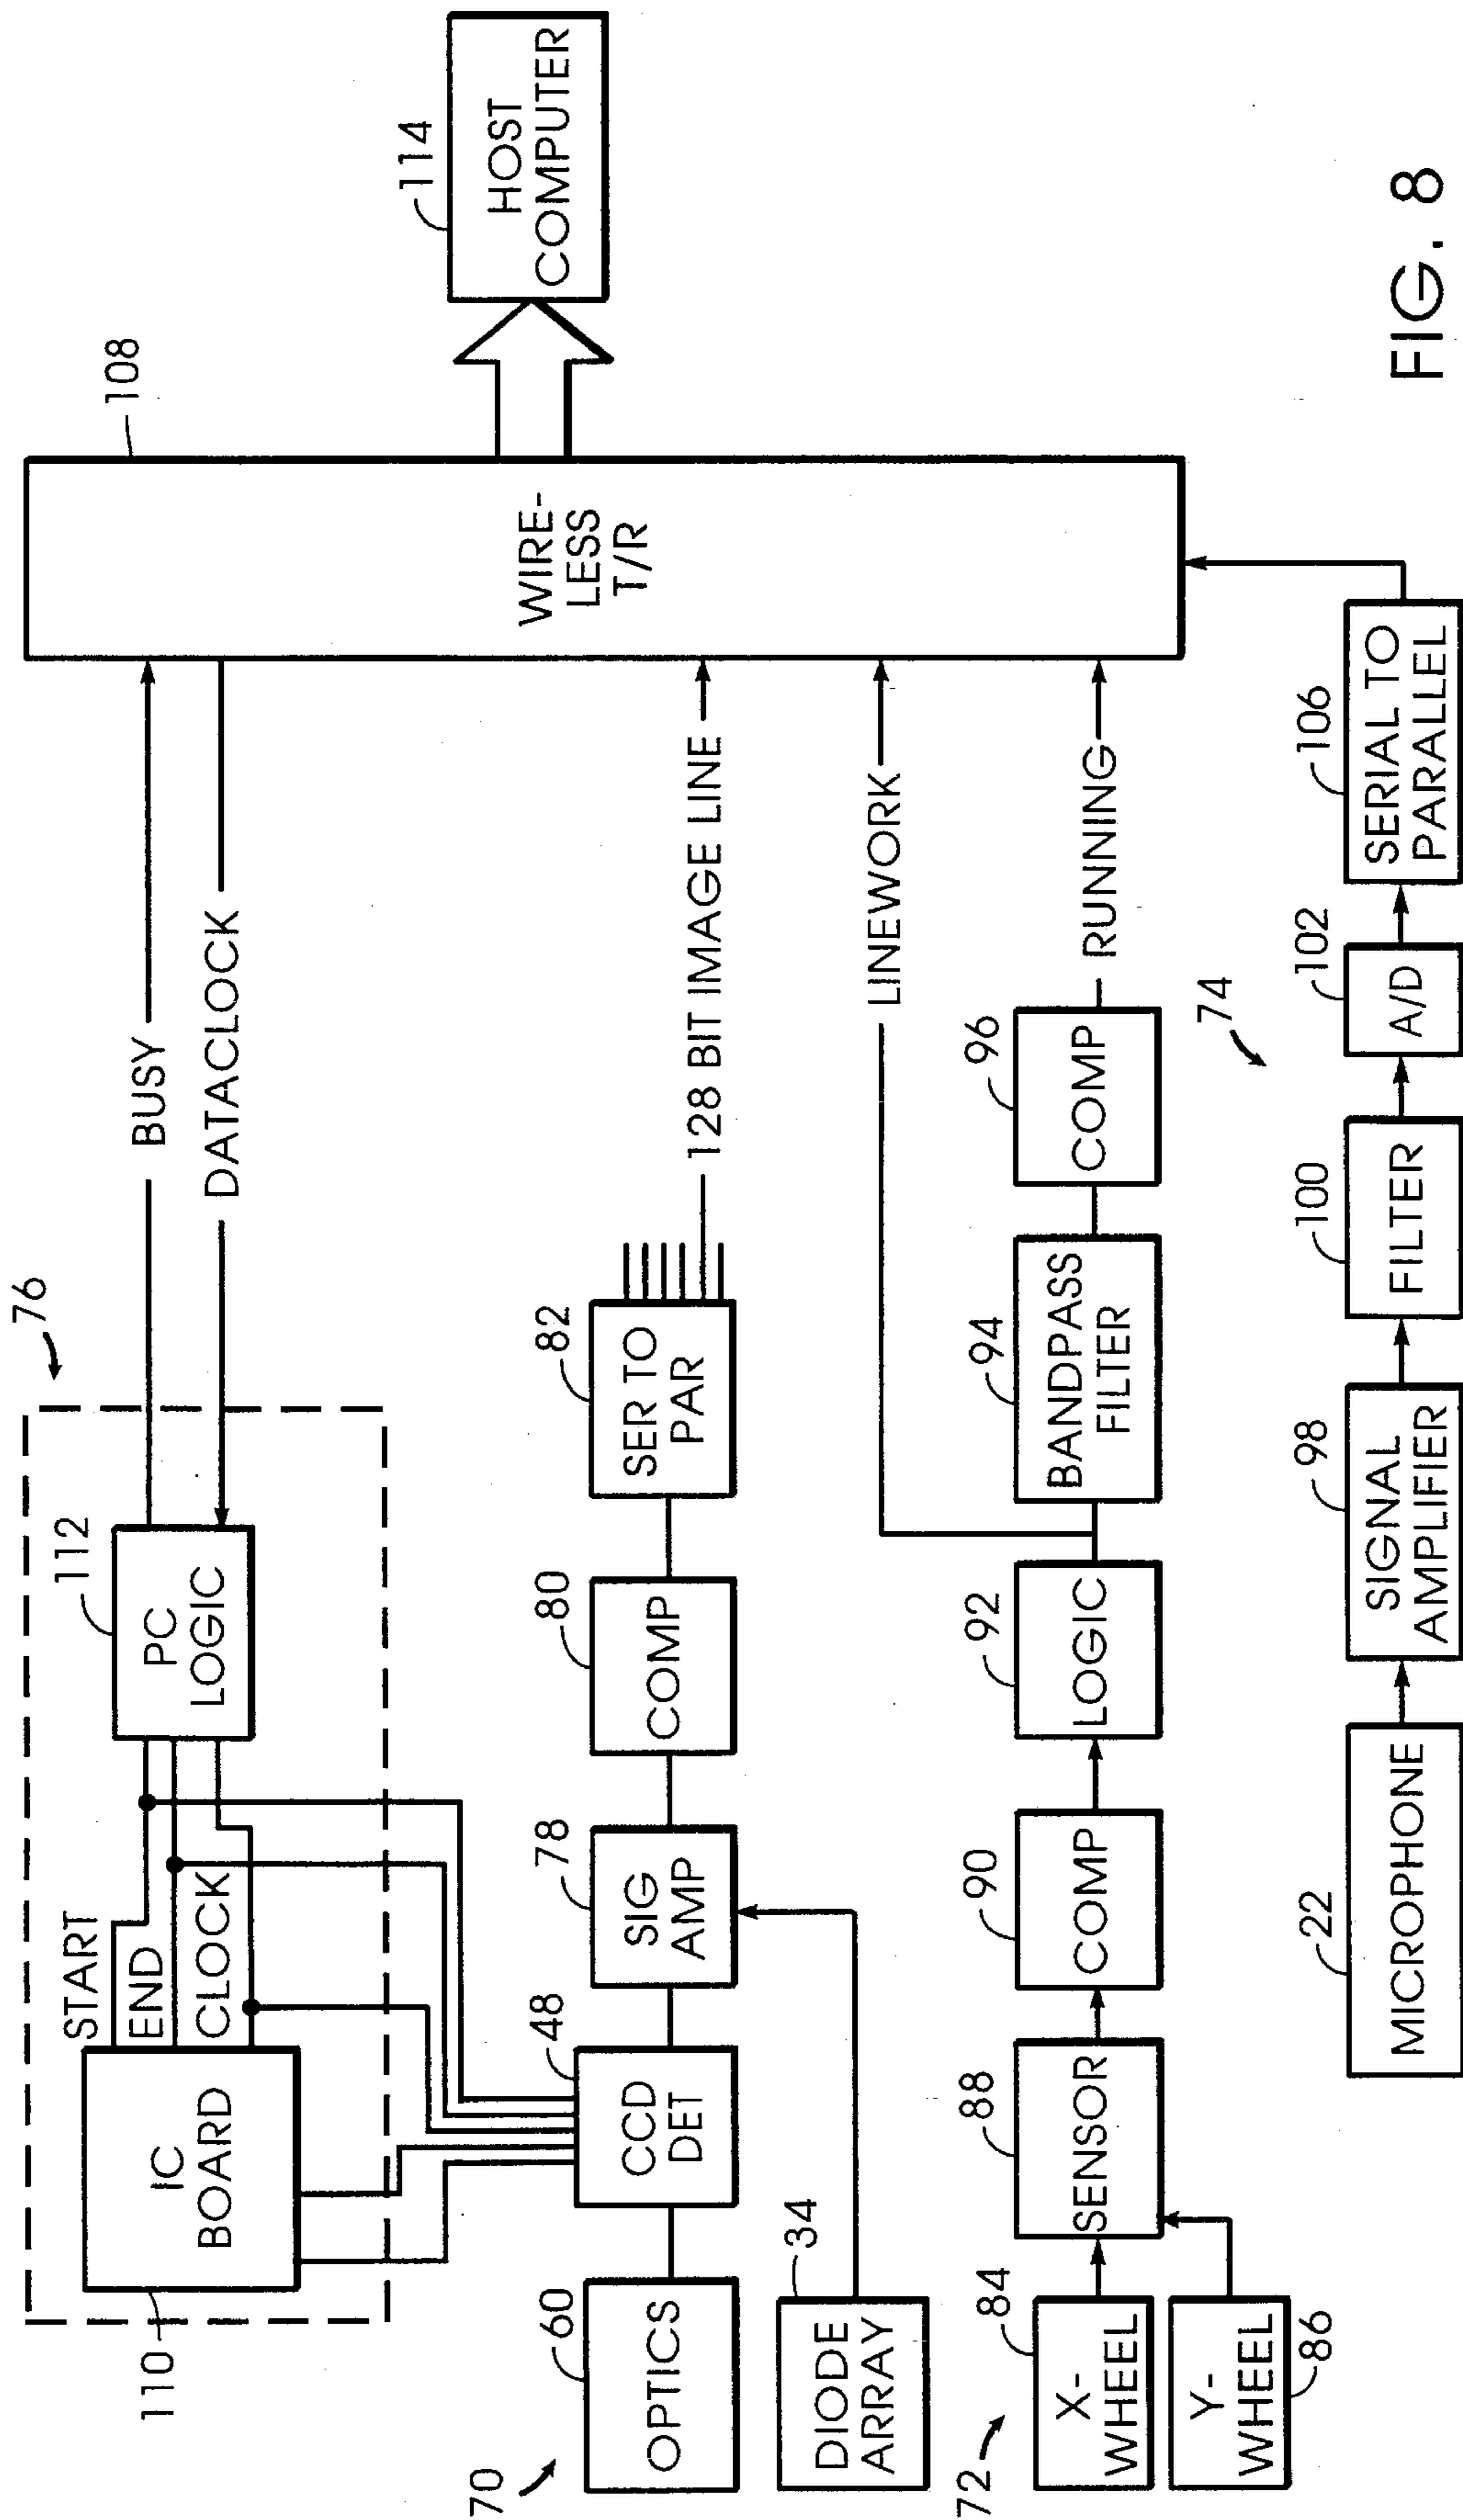 76
110
IC
BOARD
START
END
CLOCK
112
PC
LOGIC
BUSY
DATACLOCK
108
WIRE-
LESS
T/R
114
HOST
COMPUTER
70
60
OPTICS
48
CCD
DET
78
SIG
AMP
80
COMP
82
SER TO
PAR
128 BIT IMAGE LINE
34
DIODE
ARRAY
LINEWORK
72
84
X-
WHEEL
86
Y-
WHEEL
88
SENSOR
90
COMP
92
LOGIC
94
BANDPASS
FILTER
96
COMP
RUNNING
74
22
MICROPHONE
98
SIGNAL
AMPLIFIER
100
FILTER
102
A/D
106
SERIAL TO
PARALLEL
FIG. 8